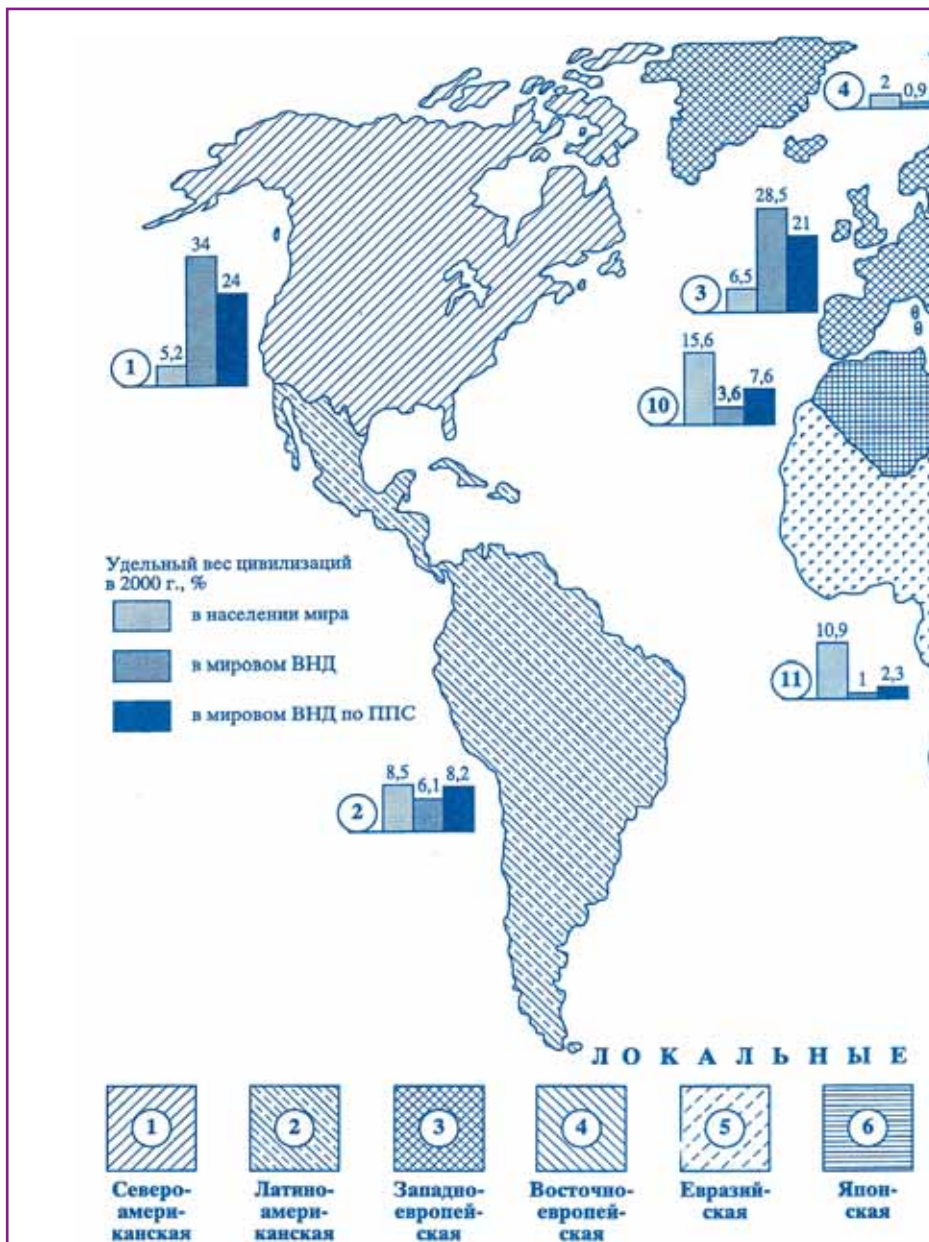 4
2
0,9
28,5
21
6,5
3
34
24
5,2
1
15,6
7,6
3,6
10
Удельный вес цивилизаций
в 2000 г., %
в населении мира
в мировом ВНД
в мировом ВНД по ППС
10,9
2,3
1
11
8,5
6,1
8,2
2
ЛОКАЛЬНЫЕ
1
2
3
4
5
6
Северо-
амери-
канская
Латино-
амери-
канская
Западно-
европей-
ская
Восточно-
европей-
ская
Евразий-
ская
Япон-
ская